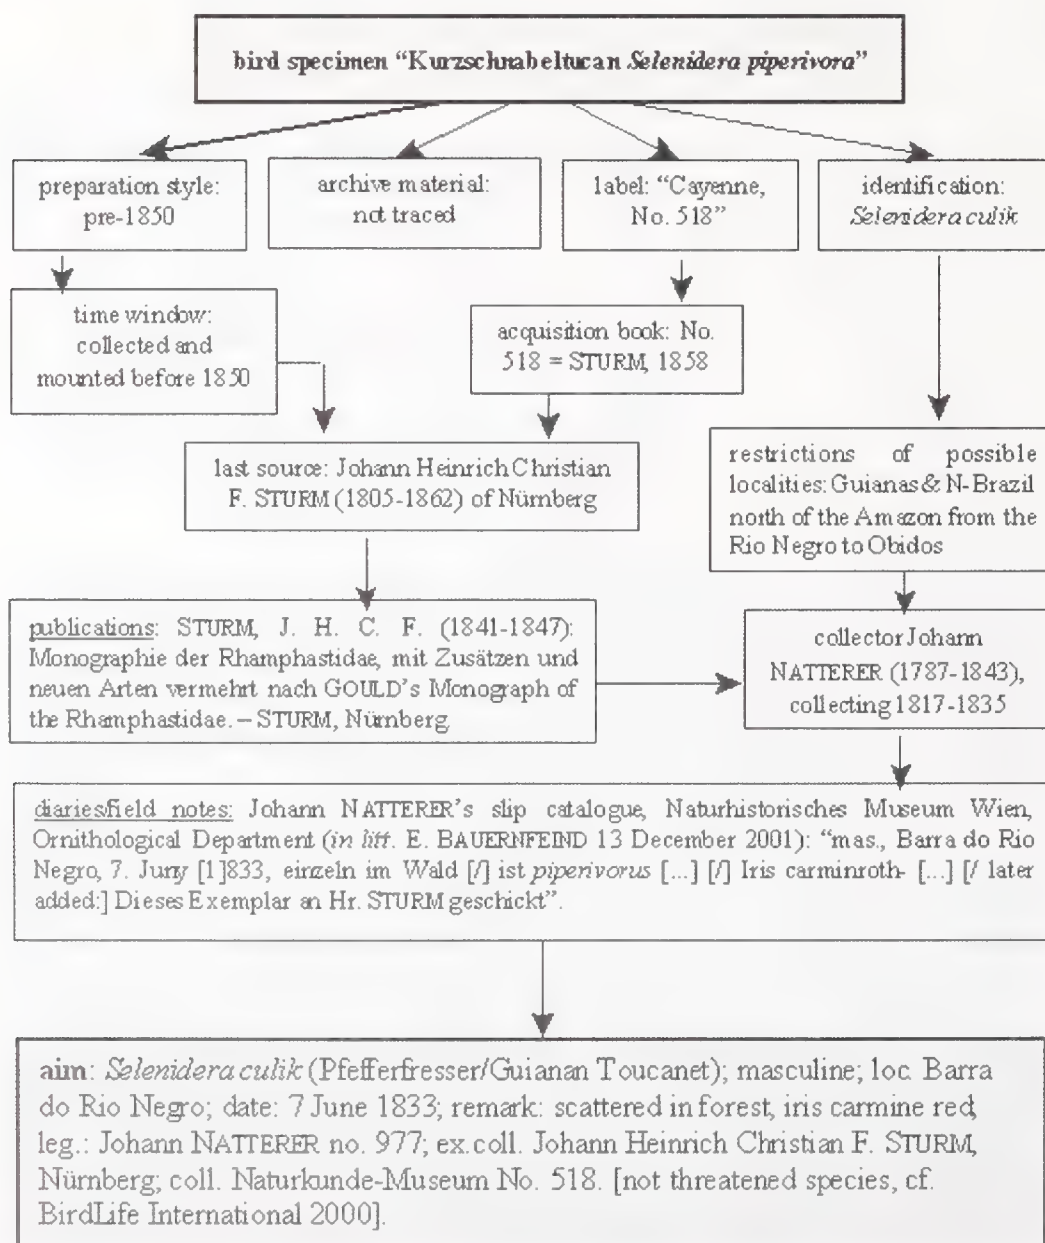 bird specimen “Kurzschnabeltucan Selenidera piperivora”
preparation style:
pre-1850
archive material:
not traced
label: “Cayenne,
No. 518”
identification:
Selenidera culik
time window:
collected and
mounted before 1850
acquisition book: No.
518 = STURM, 1858
last source: Johann Heinrich Christian
F. STURM (1805-1862) of Nürnberg
restrictions of possible
localities: Guianas & N-Brazil
north of the Amazon from the
Rio Negro to Obidos
publications: STURM, J. H. C. F. (1841-1847):
Monographie der Rhamphastidae, mit Zusätzen und
neuen Arten vermehrt nach GOULD's Monograph of
the Rhamphastidae. – STURM, Nürnberg
collector Johann
NATTERER (1787-1843),
collecting 1817-1835
diaries/field notes: Johann NATTERER's slip catalogue, Naturhistorisches Museum Wien,
Ornithological Department (in litt. E. BAUERNFEIND 13 December 2001): “mas., Barra do Rio
Negro, 7. Juny [1]833, einzeln im Wald [/] ist piperivorus [...] [/] Iris carminroth- [...] [/ later
added:] Dieses Exemplar an Hr. STURM geschickt”.
aim: Selenidera culik (Pfefferfresser/Guianan Toucanet); masculine; loc. Barra
do Rio Negro; date: 7 June 1833; remark: scattered in forest, iris carmine red,
leg.: Johann NATTERER no. 977; ex.coll. Johann Heinrich Christian F. STURM,
Nürnberg; coll. Naturkunde-Museum No. 518. [not threatened species, cf.
BirdLife International 2000].